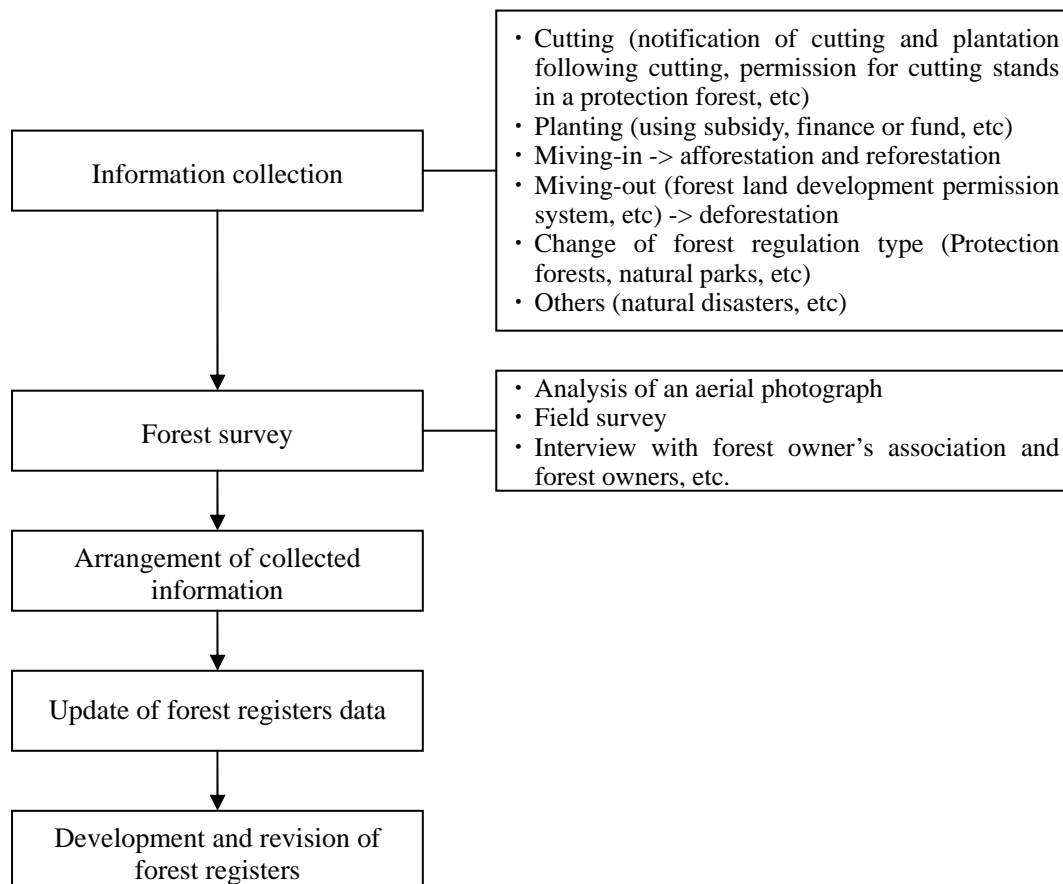 Information collection
・Cutting (notification of cutting and plantation
following cutting, permission for cutting stands
in a protection forest, etc)
・Planting (using subsidy, finance or fund, etc)
・Miving-in -> afforestation and reforestation
・Miving-out (forest land development permission
system, etc) -> deforestation
・Change of forest regulation type (Protection
forests, natural parks, etc)
・Others (natural disasters, etc)
Forest survey
・Analysis of an aerial photograph
・Field survey
・Interview with forest owner’s association and
forest owners, etc.
Arrangement of collected
information
Update of forest registers data
Development and revision of
forest registers